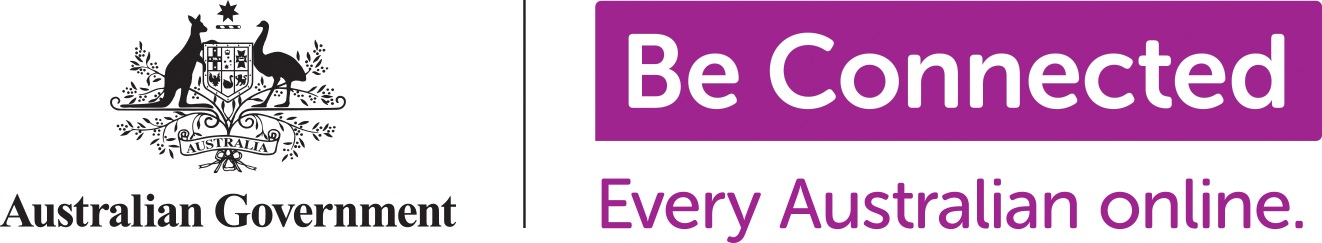 AUSTRALIA
Australian Government
Be Connected
Every Australian online.